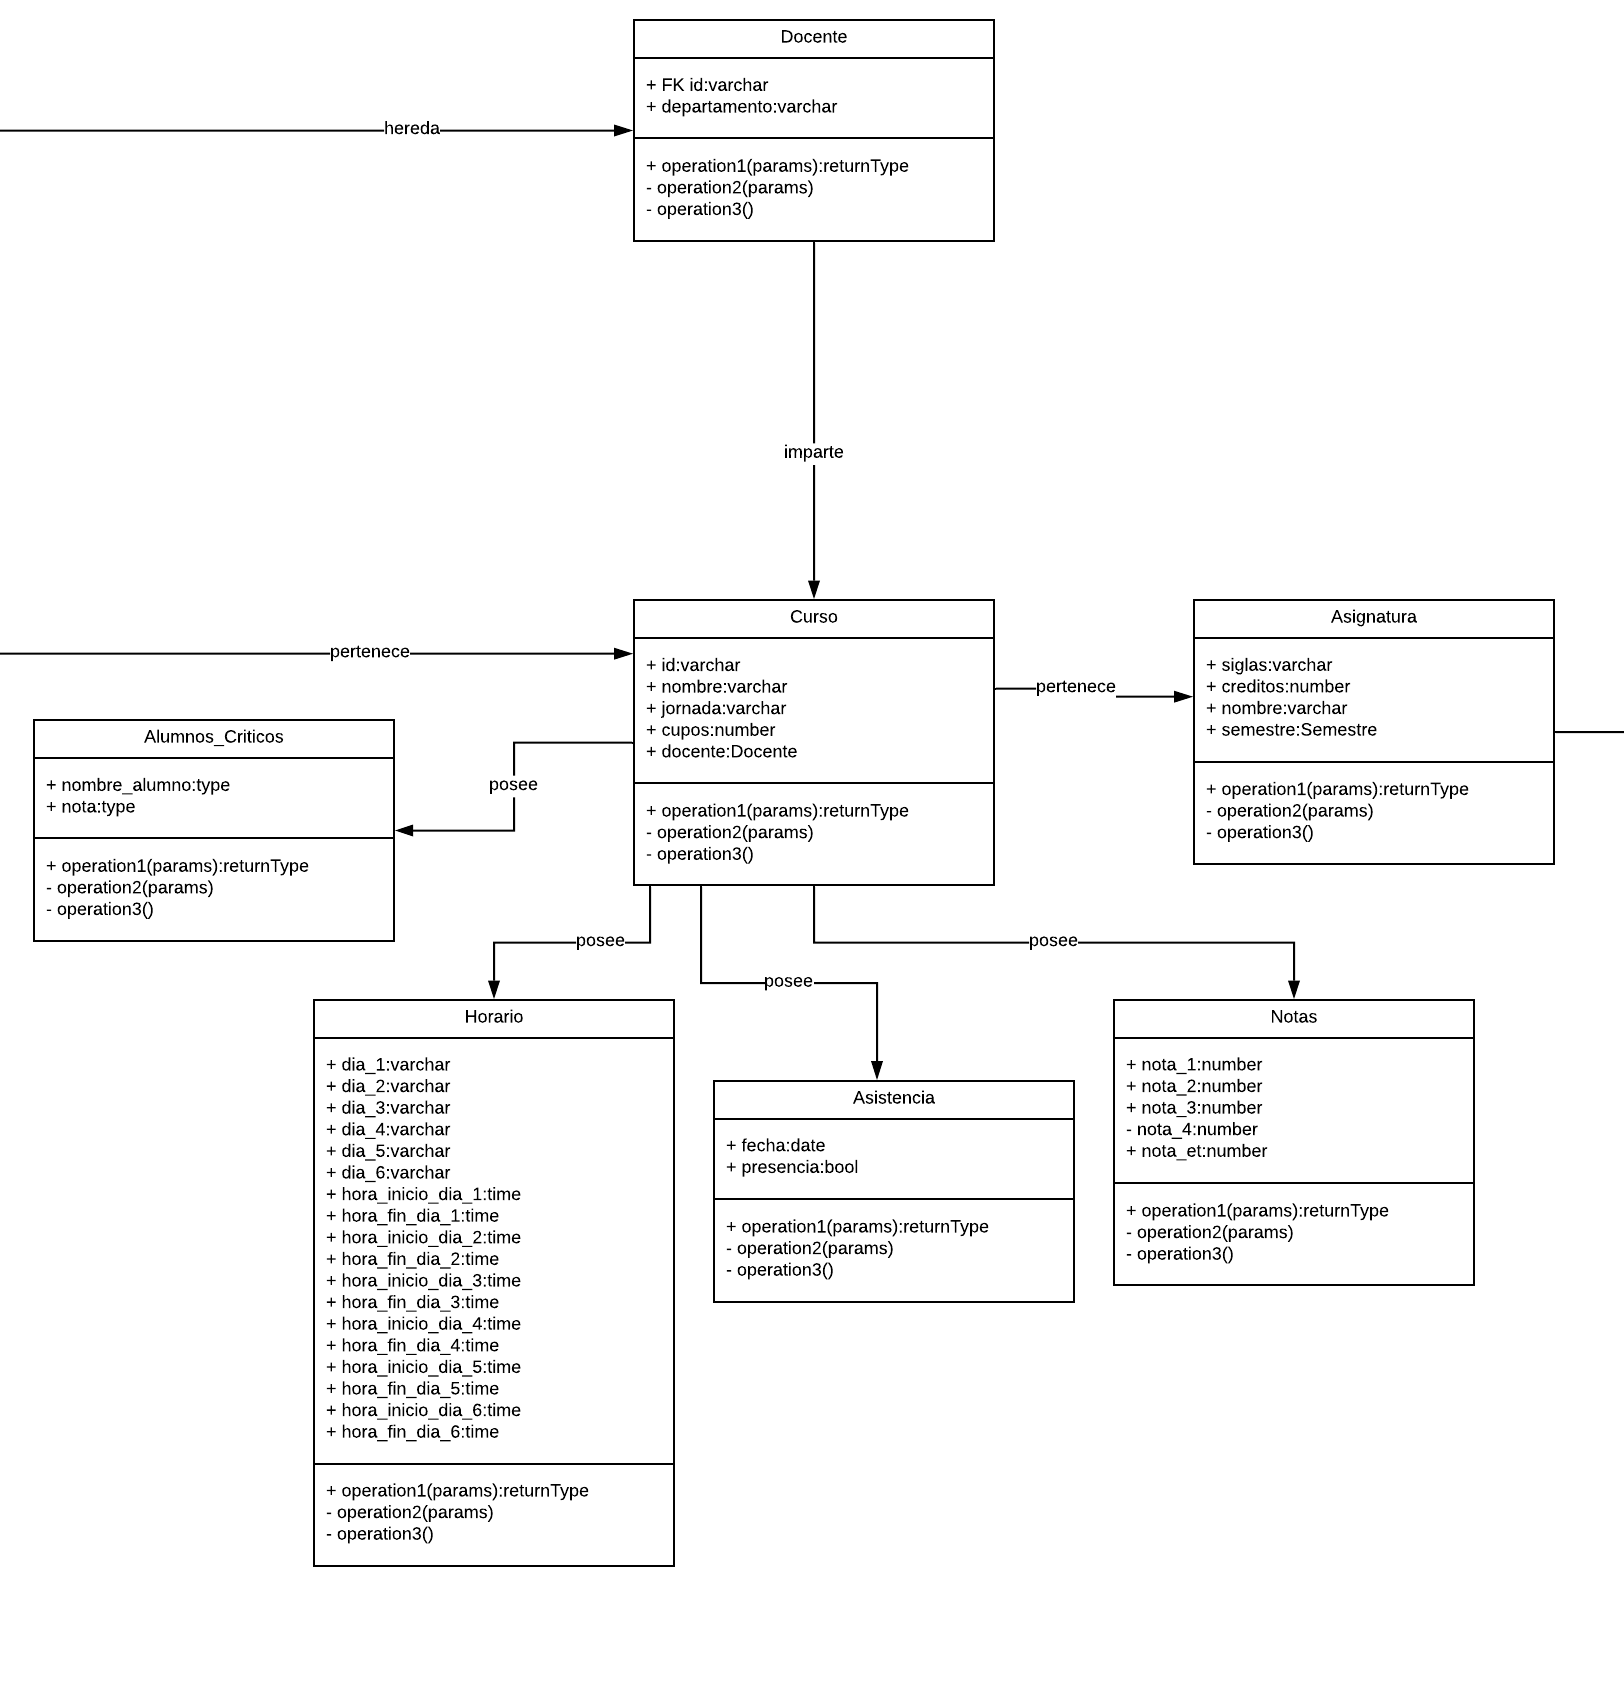 Docente
+ FK id:varchar
+ departamento:varchar
+ operation1(params):returnType
- operation2(params)
- operation3()
hereda
imparte
pertenece
Curso
+ id:varchar
+ nombre:varchar
+ jornada:varchar
+ cupos:number
+ docente:Docente
+ operation1(params):returnType
- operation2(params)
- operation3()
pertenece
Asignatura
+ siglas:varchar
+ creditos:number
+ nombre:varchar
+ semestre:Semestre
+ operation1(params):returnType
- operation2(params)
- operation3()
Alumnos_Criticos
+ nombre_alumno:type
+ nota:type
+ operation1(params):returnType
- operation2(params)
- operation3()
posee
posee
posee
posee
Horario
+ dia_1:varchar
+ dia_2:varchar
+ dia_3:varchar
+ dia_4:varchar
+ dia_5:varchar
+ dia_6:varchar
+ hora_inicio_dia_1:time
+ hora_fin_dia_1:time
+ hora_inicio_dia_2:time
+ hora_fin_dia_2:time
+ hora_inicio_dia_3:time
+ hora_fin_dia_3:time
+ hora_inicio_dia_4:time
+ hora_fin_dia_4:time
+ hora_inicio_dia_5:time
+ hora_fin_dia_5:time
+ hora_inicio_dia_6:time
+ hora_fin_dia_6:time
+ operation1(params):returnType
- operation2(params)
- operation3()
Asistencia
+ fecha:date
+ presencia:bool
+ operation1(params):returnType
- operation2(params)
- operation3()
Notas
+ nota_1:number
+ nota_2:number
+ nota_3:number
- nota_4:number
+ nota_et:number
+ operation1(params):returnType
- operation2(params)
- operation3()